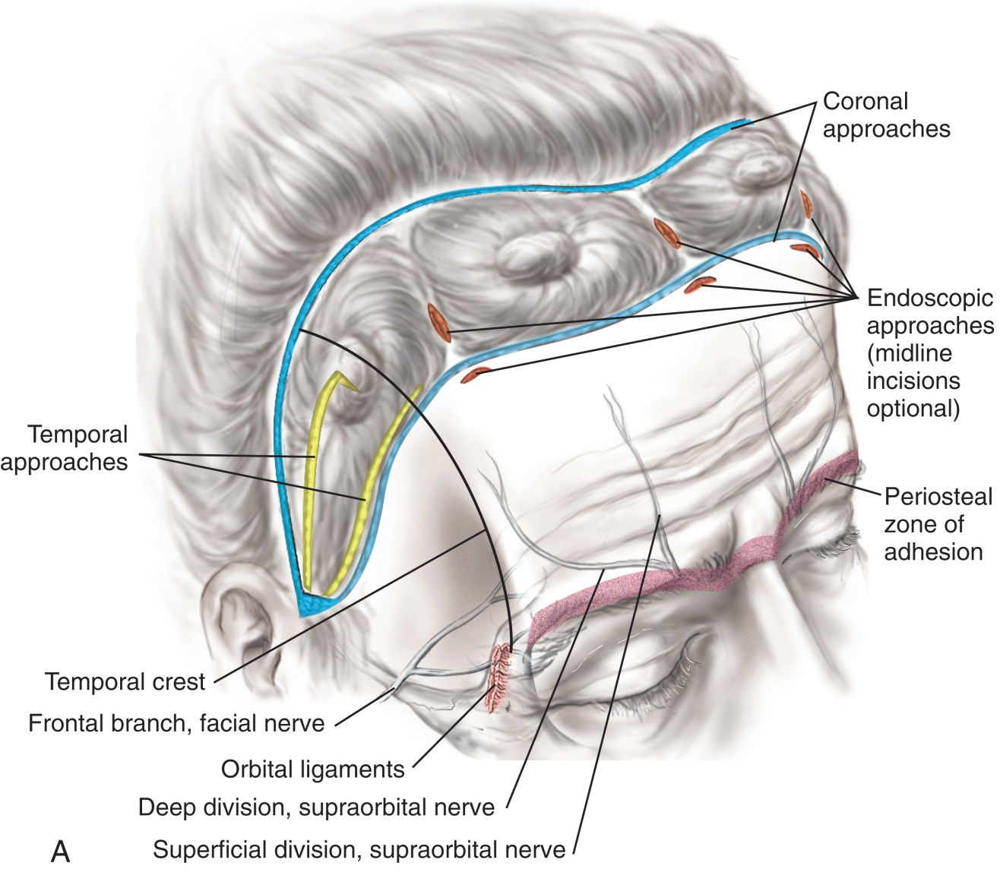 Coronal
approaches
Endoscopic
approaches
(midline
incisions
optional)
Temporal
approaches
Periosteal
zone of
adhesion
Temporal crest
Frontal branch, facial nerve
Orbital ligaments
Deep division, supraorbital nerve
Superficial division, supraorbital nerve
A